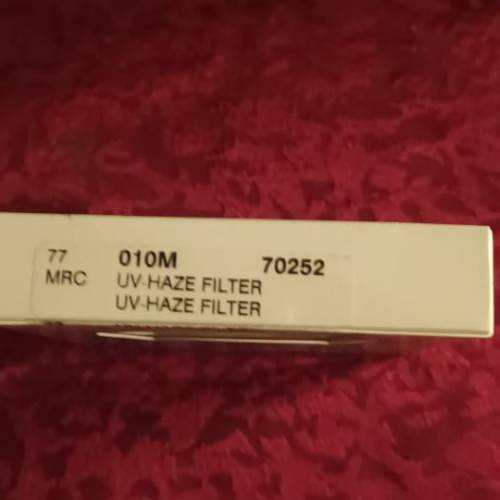 77 010M 70252
MRC UV-HAZE FILTER
UV-HAZE FILTER